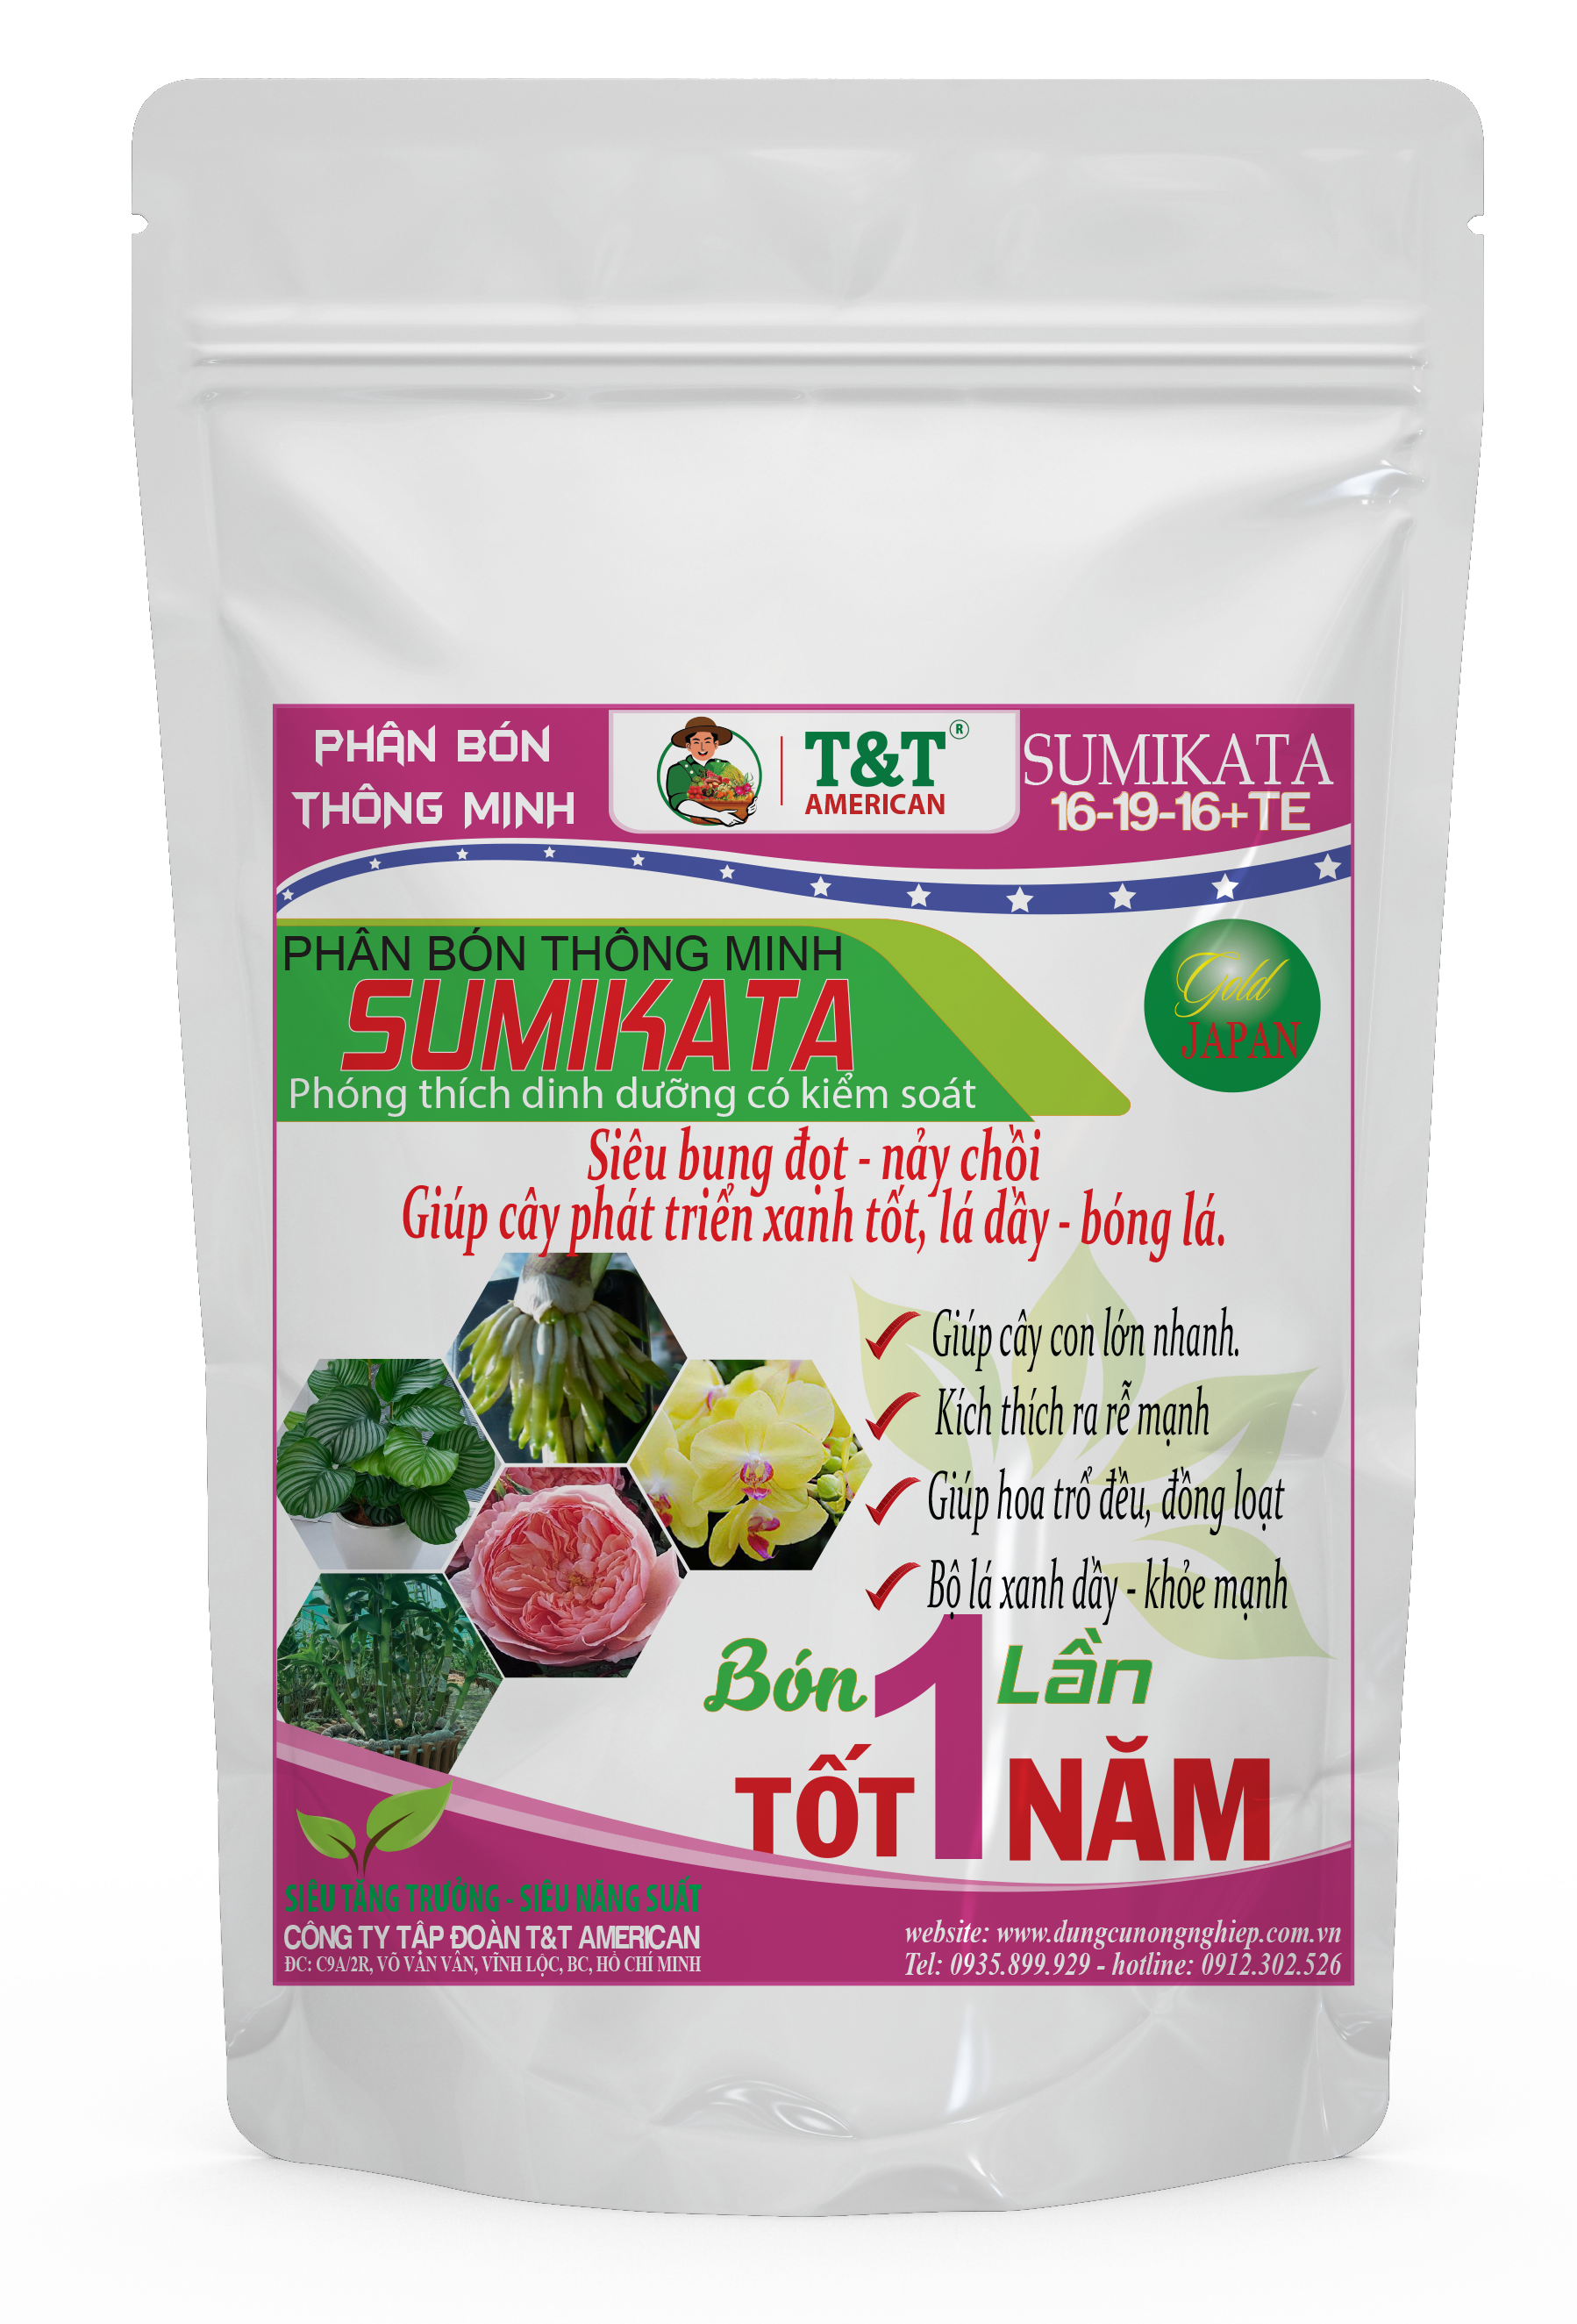 PHÂN BÓN
THÔNG MINH
T&T®
AMERICAN
SUMIKATA
16-19-16+TE
PHÂN BÓN THÔNG MINH
SUMIKATA
Phóng thích dinh dưỡng có kiểm soát
Gold
JAPAN
Siêu bung đọt - nảy chồi
Giúp cây phát triển xanh tốt, lá dầy - bóng lá.
Giúp cây con lớn nhanh.
Kích thích ra rễ mạnh
Giúp hoa trổ đều, đồng loạt
Bộ lá xanh dầy - khỏe mạnh
Bón 1 Lần
TỐT 1 NĂM
SIÊU TĂNG TRƯỞNG - SIÊU NĂNG SUẤT
CÔNG TY TẬP ĐOÀN T&T AMERICAN
ĐC: C9A/2R, VÕ VĂN VÂN, VĨNH LỘC, BC, HỒ CHÍ MINH
website: www.dungcunongnghiep.com.vn
Tel: 0935.899.929 - hotline: 0912.302.526